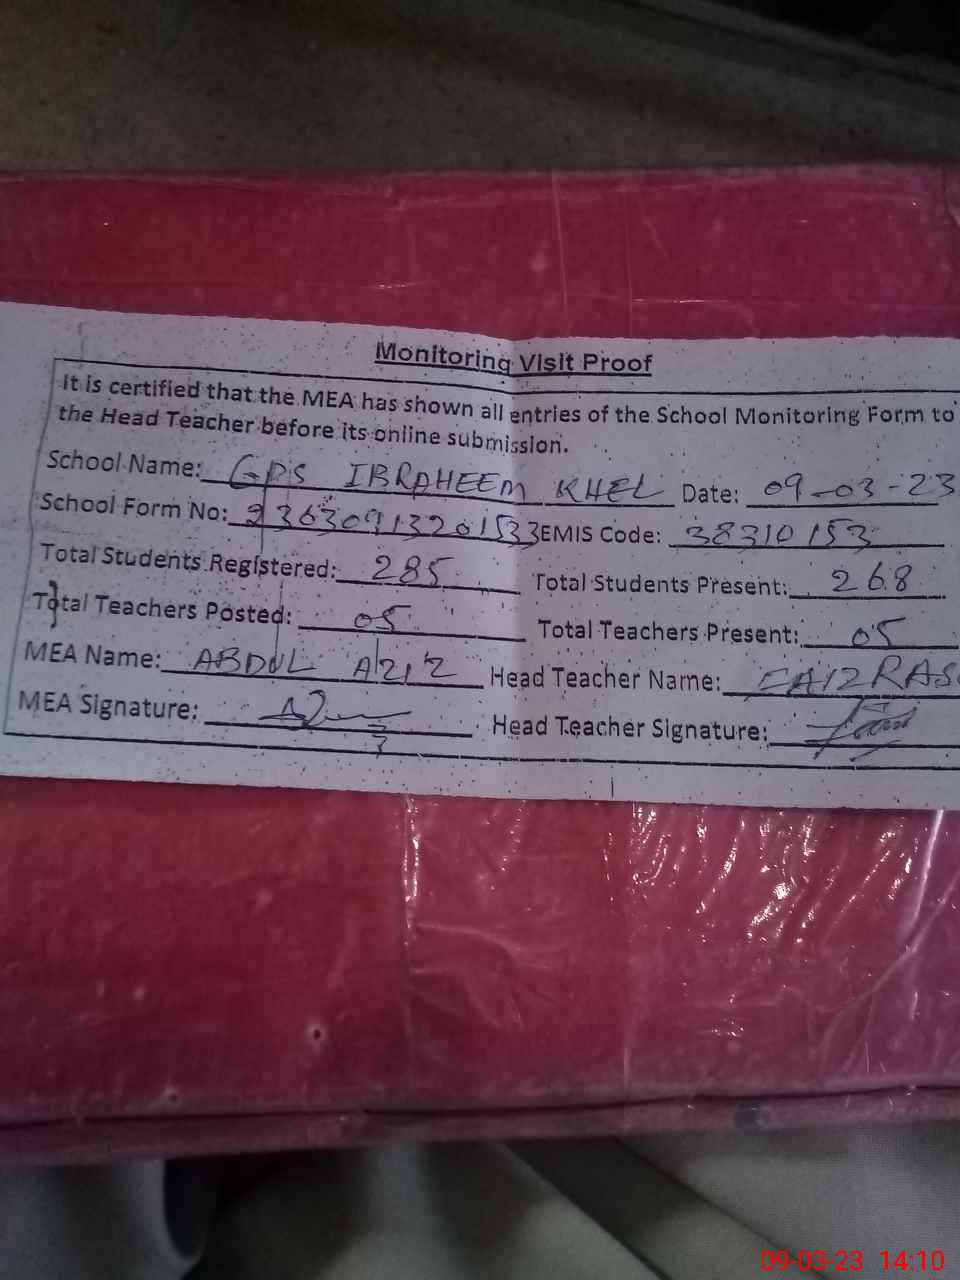 Monitoring Visit Proof
It is certified that the MEA has shown all entries of the School Monitoring Form to
the Head Teacher before its online submission.
School Name: GPS IBRAHEEM KHEL Date: 09-03-23
School Form No: 23630913201533 EMIS Code: 38310153
Total Students Registered: 285 Total Students Present: 268
Total Teachers Posted: 05 Total Teachers Present: 05
MEA Name: ABDUL AZIZ Head Teacher Name: FAIZRAS
MEA Signature: Head Teacher Signature:
09-03-23 14:10